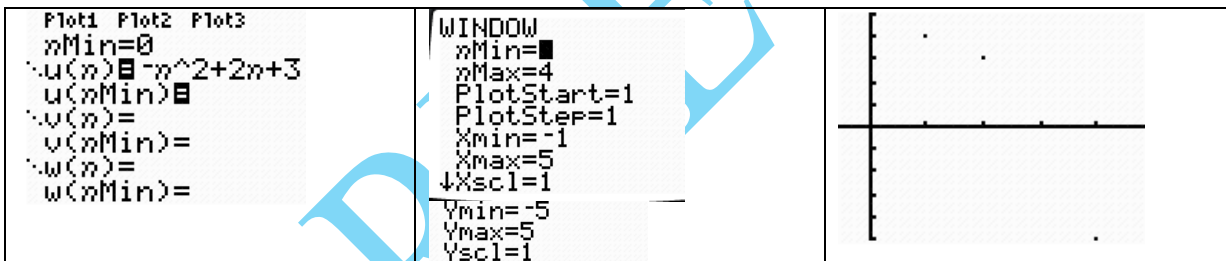 Plot1 Plot2 Plot3
nMin=0
u(n)=-n^2+2n+3
u(nMin)=
v(n)=
v(nMin)=
w(n)=
w(nMin)=
WINDOW
nMin=
nMax=4
PlotStart=1
PlotStep=1
Xmin=-1
Xmax=5
↓Xscl=1
Ymin=-5
Ymax=5
Yscl=1